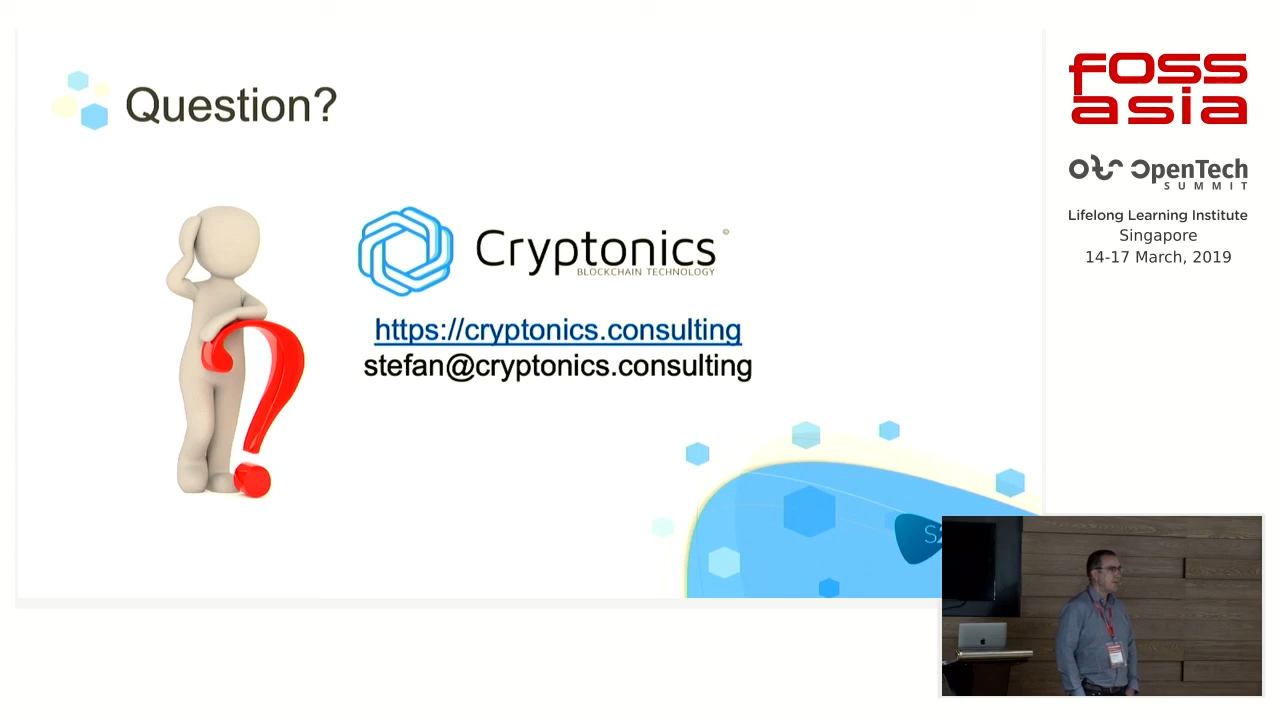 Question?
Cryptonics
BLOCKCHAIN TECHNOLOGY
https://cryptonics.consulting
stefan@cryptonics.consulting
foss
asia
OpenTech
SUMMIT
Lifelong Learning Institute
Singapore
14-17 March, 2019